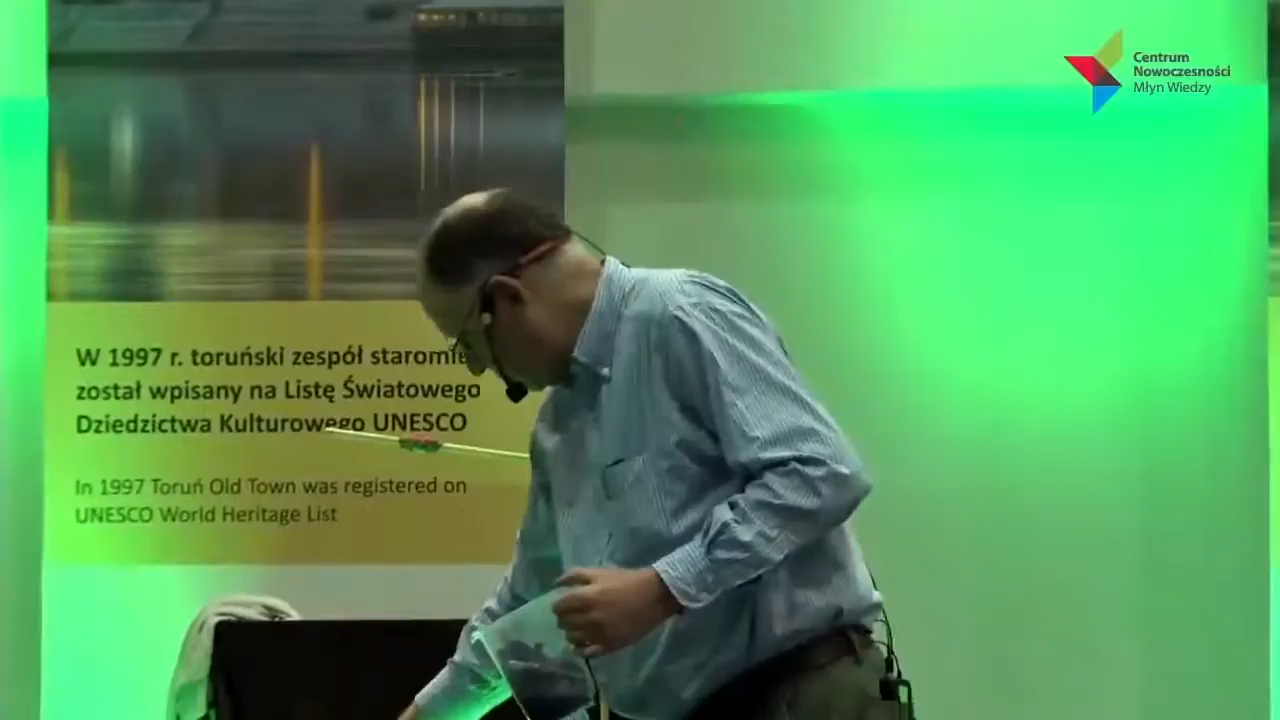 Centrum
Nowoczesności
Młyn Wiedzy
W 1997 r. toruński zespół
został wpisany na Listę Światowego
Dziedzictwa Kulturowego UNESCO
In 1997 Toruń Old Town was registered on
UNESCO World Heritage List